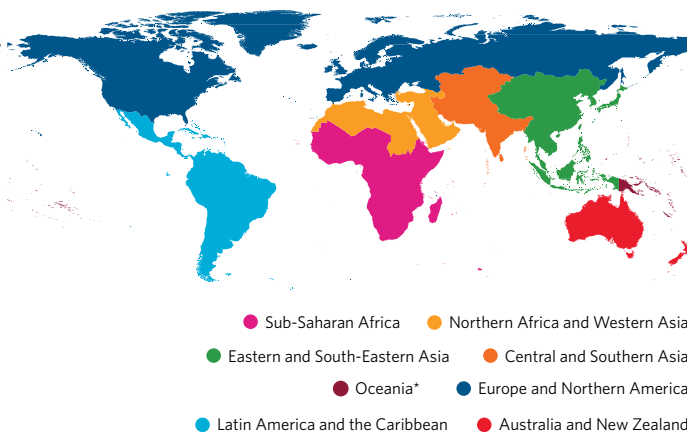 Sub-Saharan Africa Northern Africa and Western Asia
Eastern and South-Eastern Asia Central and Southern Asia
Oceania* Europe and Northern America
Latin America and the Caribbean Australia and New Zealand